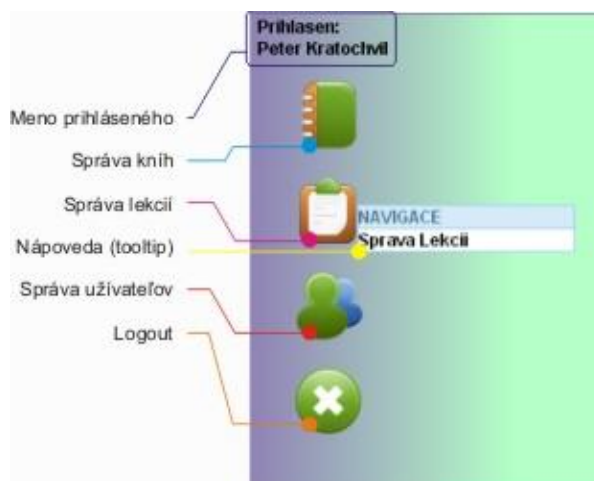 Prihlasen:
Peter Kratochvil
Meno prihláseného
Správa kníh
Správa lekcií
NAVIGACE
Sprava Lekcii
Nápoveda (tooltip)
Správa užívateľov
Logout